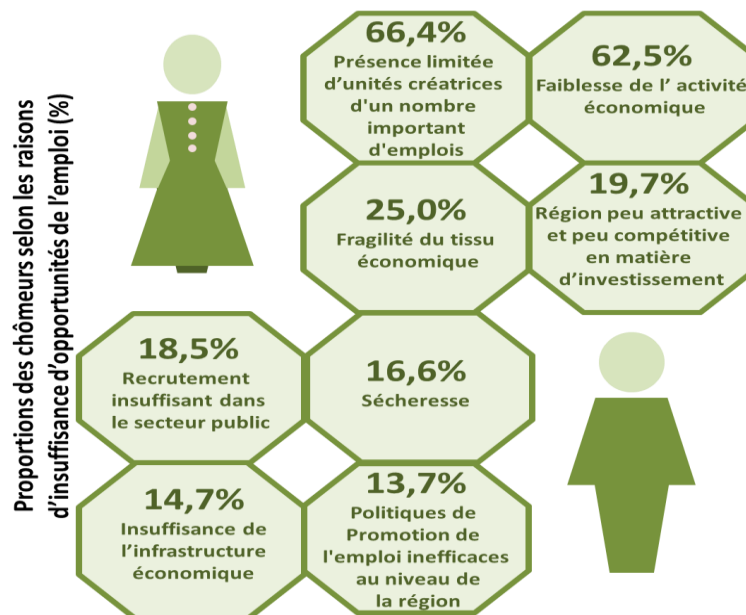 Proportions des chômeurs selon les raisons
d'insuffisance d'opportunités de l'emploi (%)
66,4%
Présence limitée
d'unités créatrices
d'un nombre
important
d'emplois
62,5%
Faiblesse de l' activité
économique
25,0%
Fragilité du tissu
économique
19,7%
Région peu attractive
et peu compétitive
en matière
d'investissement
18,5%
Recrutement
insuffisant dans
le secteur public
16,6%
Sécheresse
14,7%
Insuffisance de
l'infrastructure
économique
13,7%
Politiques de
Promotion de
l'emploi inefficaces
au niveau de
la région